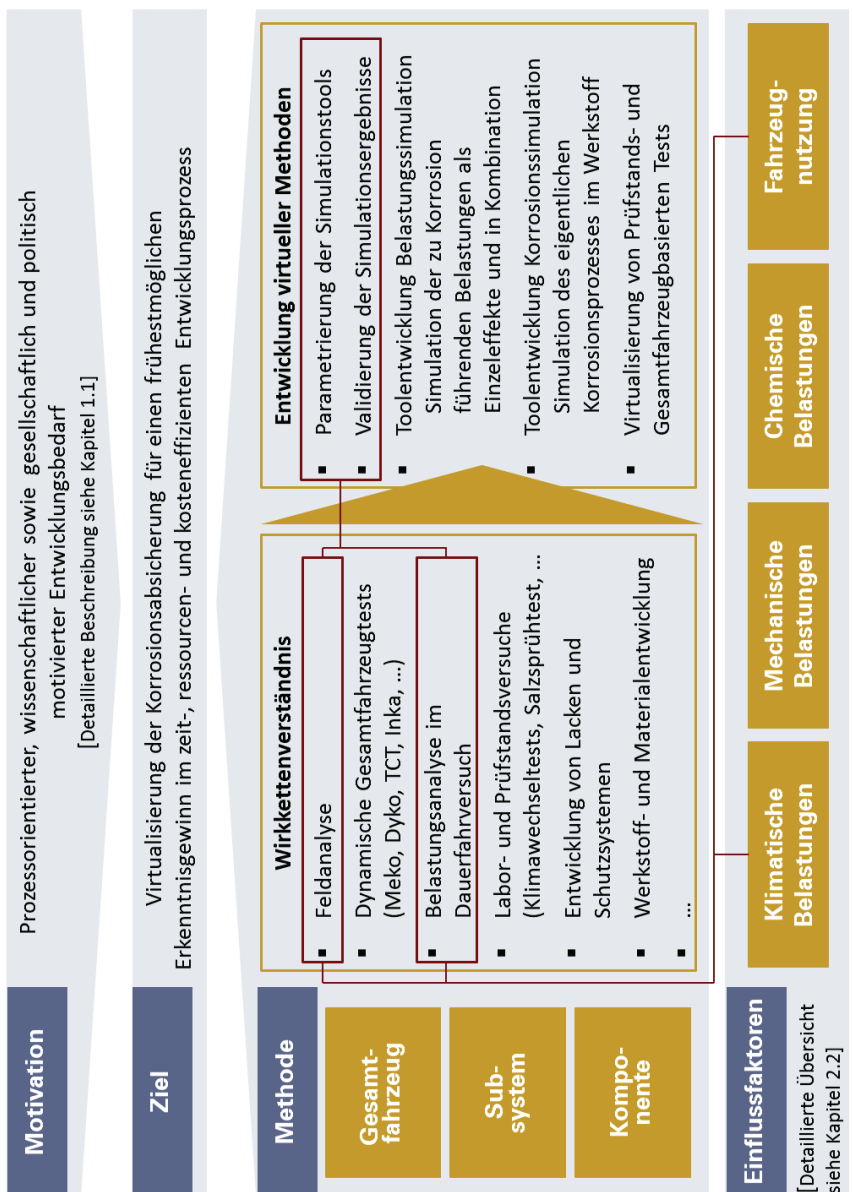 Motivation
Prozessorientierter, wissenschaftlicher sowie gesellschaftlich und politisch
motivierter Entwicklungsbedarf
[Detaillierte Beschreibung siehe Kapitel 1.1]
Ziel
Virtualisierung der Korrosionsabsicherung für einen frühestmöglichen
Erkenntnisgewinn im zeit-, ressourcen- und kosteneffizienten Entwicklungsprozess
Methode
Gesamt-
fahrzeug
Sub-
system
Kompo-
nente
Wirkkettenverständnis
▪ Feldanalyse
▪ Dynamische Gesamtfahrzeugtests
(Meko, Dyko, TCT, Inka, ...)
▪ Belastungsanalyse im
Dauerfahrversuch
▪ Labor- und Prüfstandsversuche
(Klimawechseltests, Salzsprühtest, ...
▪ Entwicklung von Lacken und
Schutzsystemen
▪ Werkstoff- und Materialentwicklung
▪ ...
Entwicklung virtueller Methoden
▪ Parametrierung der Simulationstools
▪ Validierung der Simulationsergebnisse
▪ Toolentwicklung Belastungssimulation
Simulation der zu Korrosion
führenden Belastungen als
Einzeleffekte und in Kombination
▪ Toolentwicklung Korrosionssimulation
Simulation des eigentlichen
Korrosionsprozesses im Werkstoff
▪ Virtualisierung von Prüfstands- und
Gesamtfahrzeugbasierten Tests
Einflussfaktoren
[Detaillierte Übersicht
siehe Kapitel 2.2]
Klimatische
Belastungen
Mechanische
Belastungen
Chemische
Belastungen
Fahrzeug-
nutzung